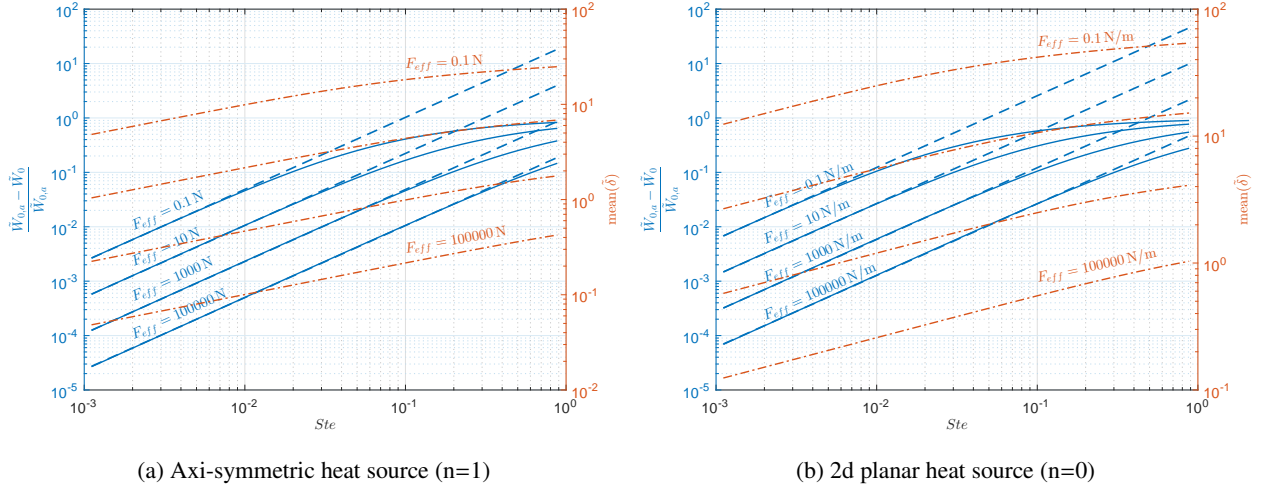 10^2
10^1
10^0
10^-1
10^-2
10^-3
10^-4
10^-5
W̃_{0,a} − W̃_0
W̃_{0,a}
F_{eff} = 0.1 N
F_{eff} = 0.1 N
F_{eff} = 10 N
F_{eff} = 1000 N
F_{eff} = 100000 N
F_{eff} = 100000 N
10^2
10^1
10^0
10^-1
10^-2
mean(δ̃)
10^-3
10^-2
10^-1
10^0
Ste
(a) Axi-symmetric heat source (n=1)
10^2
10^1
10^0
10^-1
10^-2
10^-3
10^-4
10^-5
W̃_{0,a} − W̃_0
W̃_{0,a}
F_{eff} = 0.1 N/m
F_{eff} = 0.1 N/m
F_{eff} = 10 N/m
F_{eff} = 1000 N/m
F_{eff} = 100000 N/m
F_{eff} = 100000 N/m
10^2
10^1
10^0
10^-1
mean(δ̃)
10^-3
10^-2
10^-1
10^0
Ste
(b) 2d planar heat source (n=0)